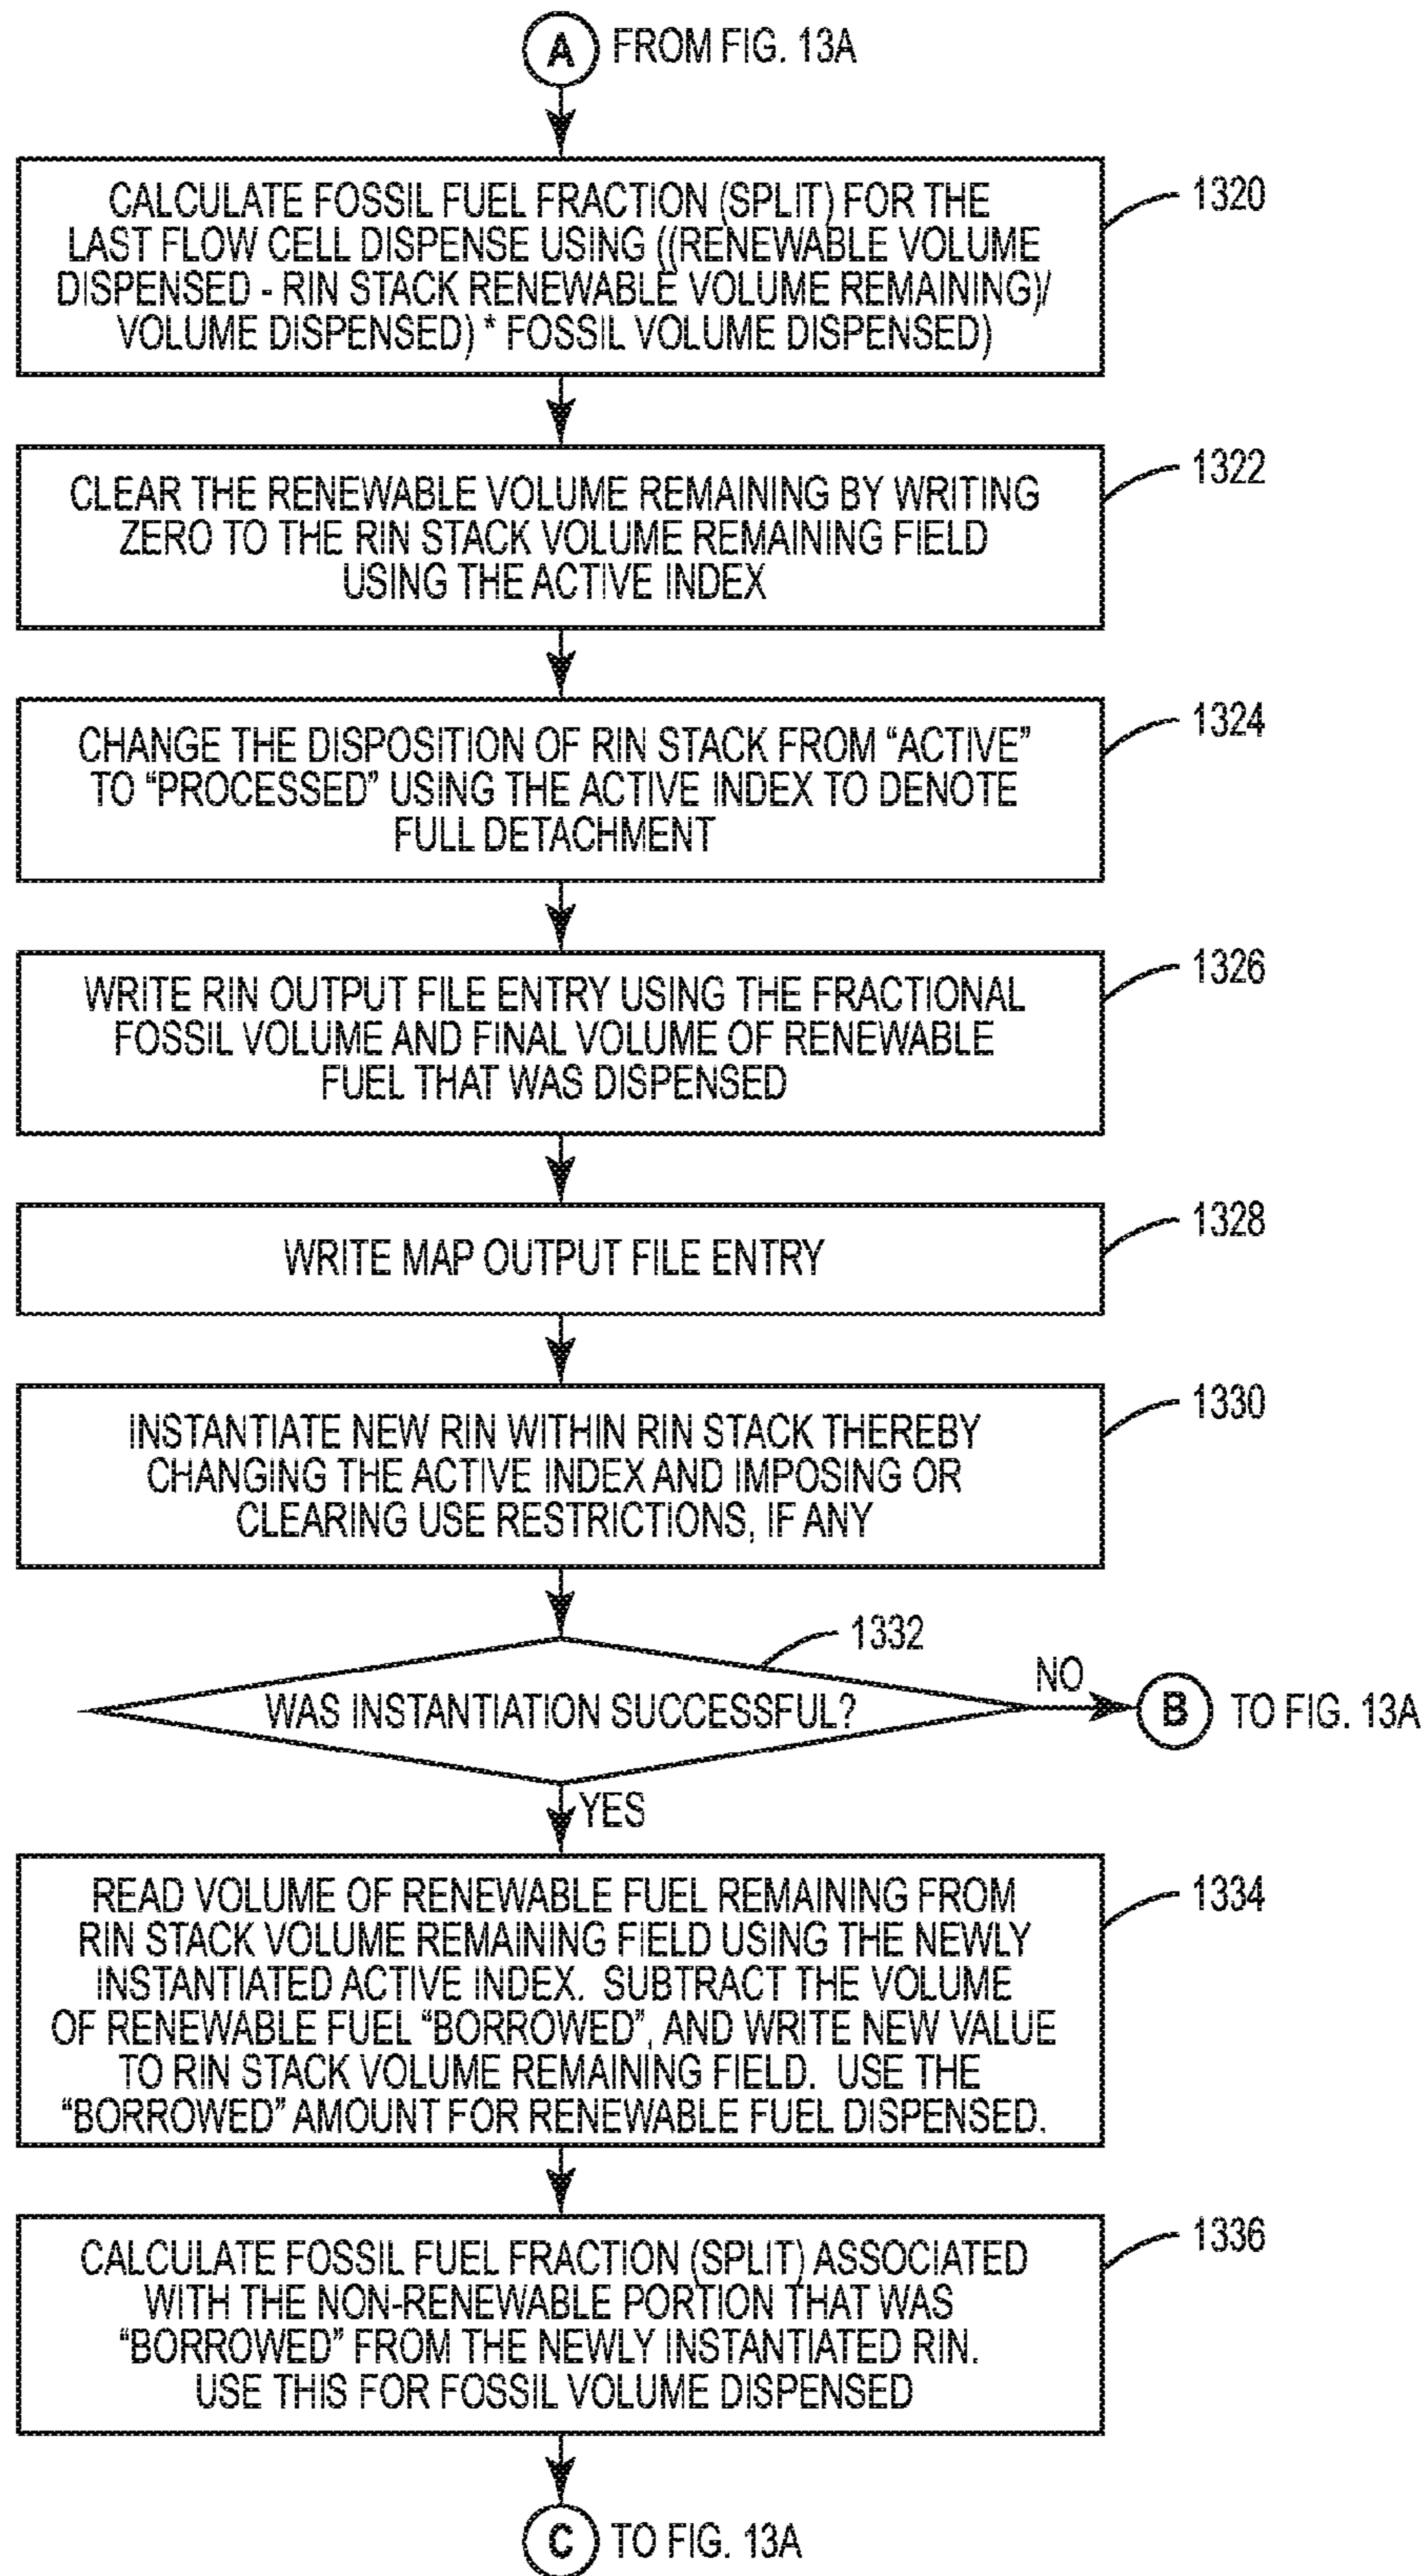 A FROM FIG. 13A
CALCULATE FOSSIL FUEL FRACTION (SPLIT) FOR THE
LAST FLOW CELL DISPENSE USING ((RENEWABLE VOLUME
DISPENSED - RIN STACK RENEWABLE VOLUME REMAINING)/
VOLUME DISPENSED) * FOSSIL VOLUME DISPENSED)
1320
CLEAR THE RENEWABLE VOLUME REMAINING BY WRITING
ZERO TO THE RIN STACK VOLUME REMAINING FIELD
USING THE ACTIVE INDEX
1322
CHANGE THE DISPOSITION OF RIN STACK FROM “ACTIVE”
TO “PROCESSED” USING THE ACTIVE INDEX TO DENOTE
FULL DETACHMENT
1324
WRITE RIN OUTPUT FILE ENTRY USING THE FRACTIONAL
FOSSIL VOLUME AND FINAL VOLUME OF RENEWABLE
FUEL THAT WAS DISPENSED
1326
WRITE MAP OUTPUT FILE ENTRY
1328
INSTANTIATE NEW RIN WITHIN RIN STACK THEREBY
CHANGING THE ACTIVE INDEX AND IMPOSING OR
CLEARING USE RESTRICTIONS, IF ANY
1330
1332
WAS INSTANTIATION SUCCESSFUL?
NO
B TO FIG. 13A
YES
READ VOLUME OF RENEWABLE FUEL REMAINING FROM
RIN STACK VOLUME REMAINING FIELD USING THE NEWLY
INSTANTIATED ACTIVE INDEX. SUBTRACT THE VOLUME
OF RENEWABLE FUEL “BORROWED”, AND WRITE NEW VALUE
TO RIN STACK VOLUME REMAINING FIELD. USE THE
“BORROWED” AMOUNT FOR RENEWABLE FUEL DISPENSED.
1334
CALCULATE FOSSIL FUEL FRACTION (SPLIT) ASSOCIATED
WITH THE NON-RENEWABLE PORTION THAT WAS
“BORROWED” FROM THE NEWLY INSTANTIATED RIN.
USE THIS FOR FOSSIL VOLUME DISPENSED
1336
C TO FIG. 13A